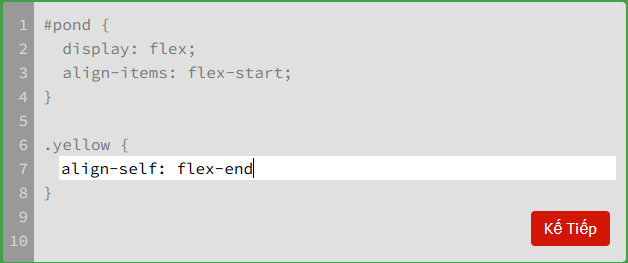 1 #pond {
2 display: flex;
3 align-items: flex-start;
4 }
5
6 .yellow {
7 align-self: flex-end
8 }
9
10
Kế Tiếp